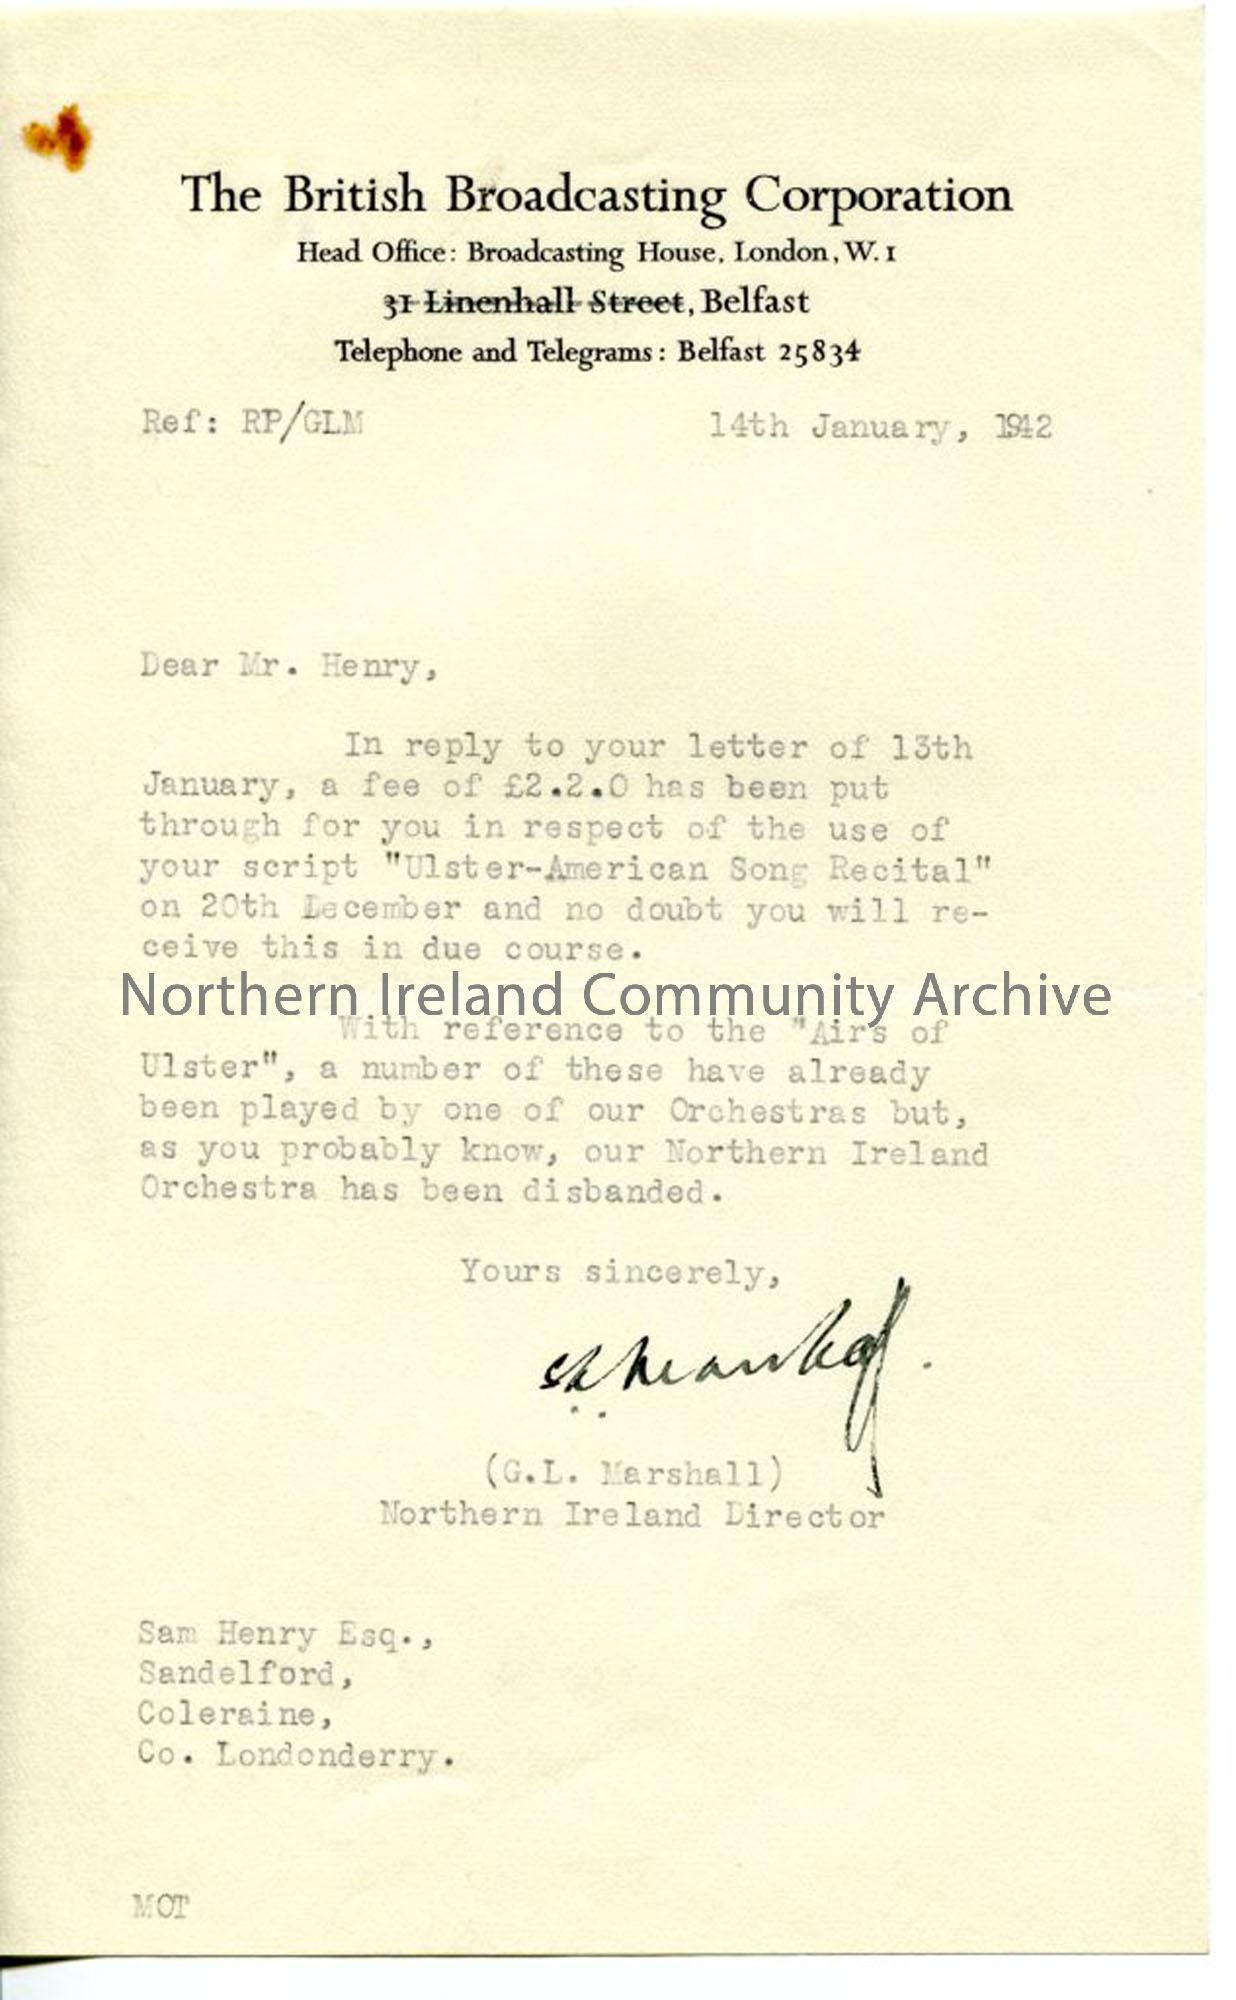 The British Broadcasting Corporation
Head Office: Broadcasting House, London, W.1
31 Linenhall Street, Belfast
Telephone and Telegrams: Belfast 25834
Ref: RP/GLM 14th January, 1942
Dear Mr. Henry,
In reply to your letter of 13th
January, a fee of £2.2.0 has been put
through for you in respect of the use of
your script "Ulster-American Song Recital"
on 20th December and no doubt you will re-
ceive this in due course.
Northern Ireland Community Archive
With reference to the "Airs of
Ulster", a number of these have already
been played by one of our Orchestras but,
as you probably know, our Northern Ireland
Orchestra has been disbanded.
Yours sincerely,
(G.L. Marshall)
Northern Ireland Director
Sam Henry Esq.,
Sandelford,
Coleraine,
Co. Londonderry.
MOT